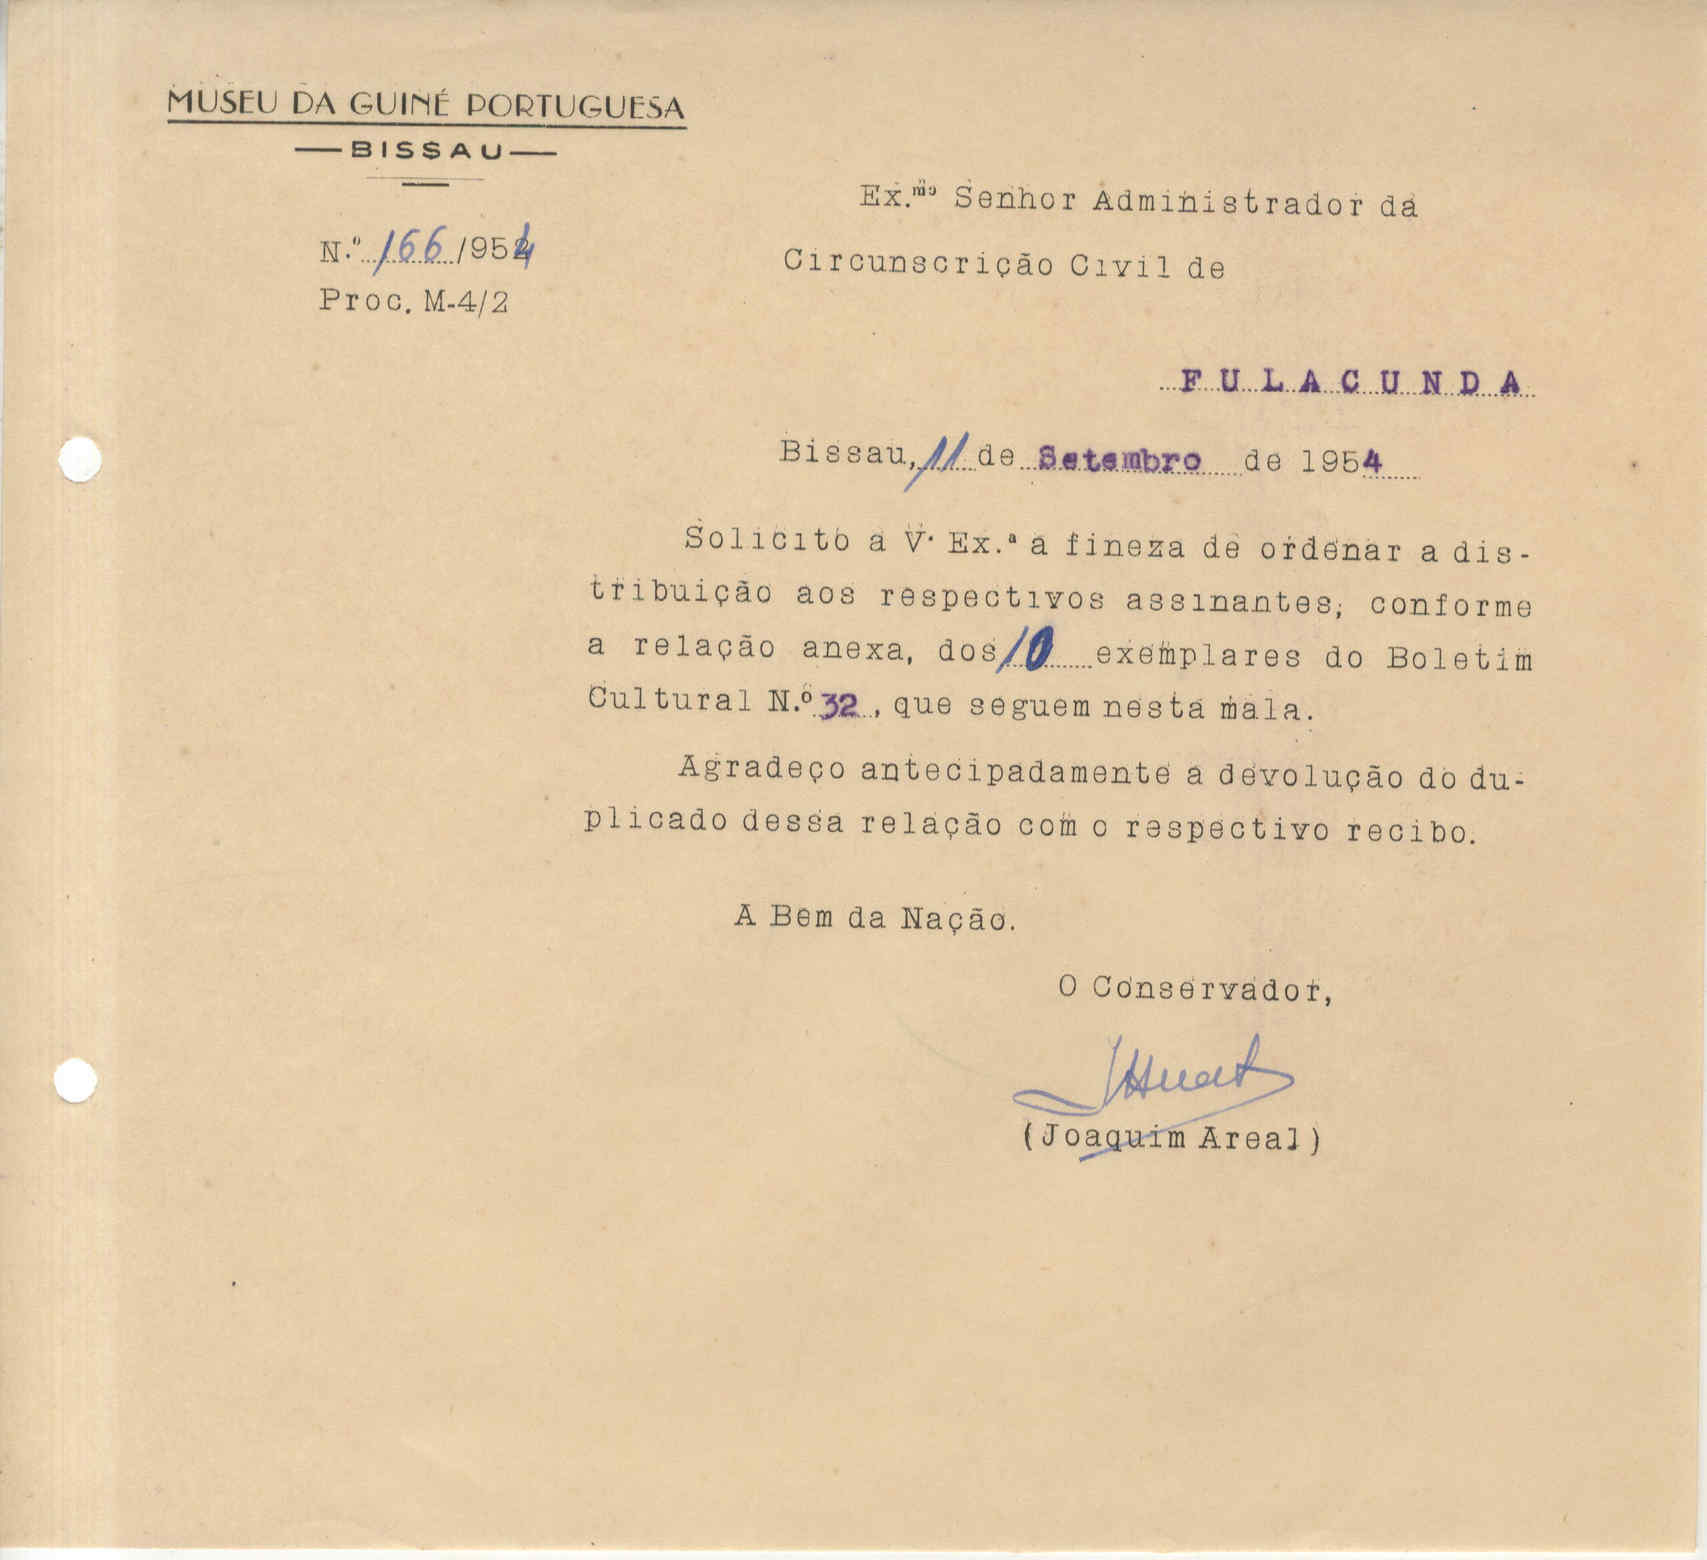 MUSEU DA GUINÉ PORTUGUESA
BISSAU
N.º 166/954
Proc. M-4/2
Ex.mo Senhor Administrador da
Circunscrição Civil de
FULACUNDA
Bissau, 11 de Setembro de 1954
Solicito a V. Ex.ª a fineza de ordenar a dis-
tribuição aos respectivos assinantes, conforme
a relação anexa, dos 10 exemplares do Boletim
Cultural N.º 32, que seguem nesta mala.
Agradeço antecipadamente a devolução do du-
plicado dessa relação com o respectivo recibo.
A Bem da Nação.
O Conservador,
(Joaquim Areal)